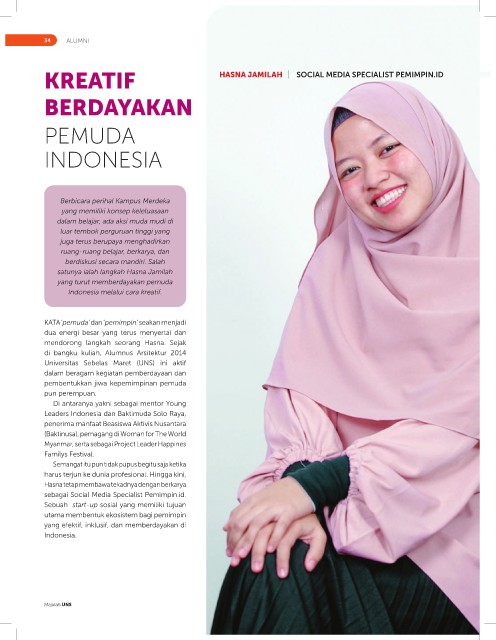 34 ALUMNI
KREATIF
BERDAYAKAN
PEMUDA
INDONESIA
HASNA JAMILAH | SOCIAL MEDIA SPECIALIST PEMIMPIN.ID
Berbicara perihal Kampus Merdeka
yang memiliki konsep keleluasaan
dalam belajar, ada aksi muda mudi di
luar tembok perguruan tinggi yang
juga terus berupaya menghadirkan
ruang-ruang belajar, berkarya, dan
berdiskusi secara mandiri. Salah
satunya ialah langkah Hasna Jamilah
yang turut memberdayakan pemuda
Indonesia melalui cara kreatif.
KATA 'pemuda' dan 'pemimpin' seakan menjadi
dua energi besar yang terus menyertai dan
mendorong langkah seorang Hasna. Sejak
di bangku kuliah, Alumnus Arsitektur 2014
Universitas Sebelas Maret (UNS) ini aktif
dalam beragam kegiatan pemberdayaan dan
pembentukkan jiwa kepemimpinan pemuda
pun perempuan.
Di antaranya yakni sebagai mentor Young
Leaders Indonesia dan Baktimuda Solo Raya,
penerima manfaat Beasiswa Aktivis Nusantara
(Baktinusa), pemagang di Woman for The World
Myanmar, serta sebagai Project Leader Happines
Familys Festival.
Semangat itu pun tidak pupus begitu saja ketika
harus terjun ke dunia profesional. Hingga kini,
Hasna tetap membawa tekadnya dengan berkarya
sebagai Social Media Specialist Pemimpin.id.
Sebuah start-up sosial yang memiliki tujuan
utama membentuk ekosistem bagi pemimpin
yang efektif, inklusif, dan memberdayakan di
Indonesia.
Majalah UNS